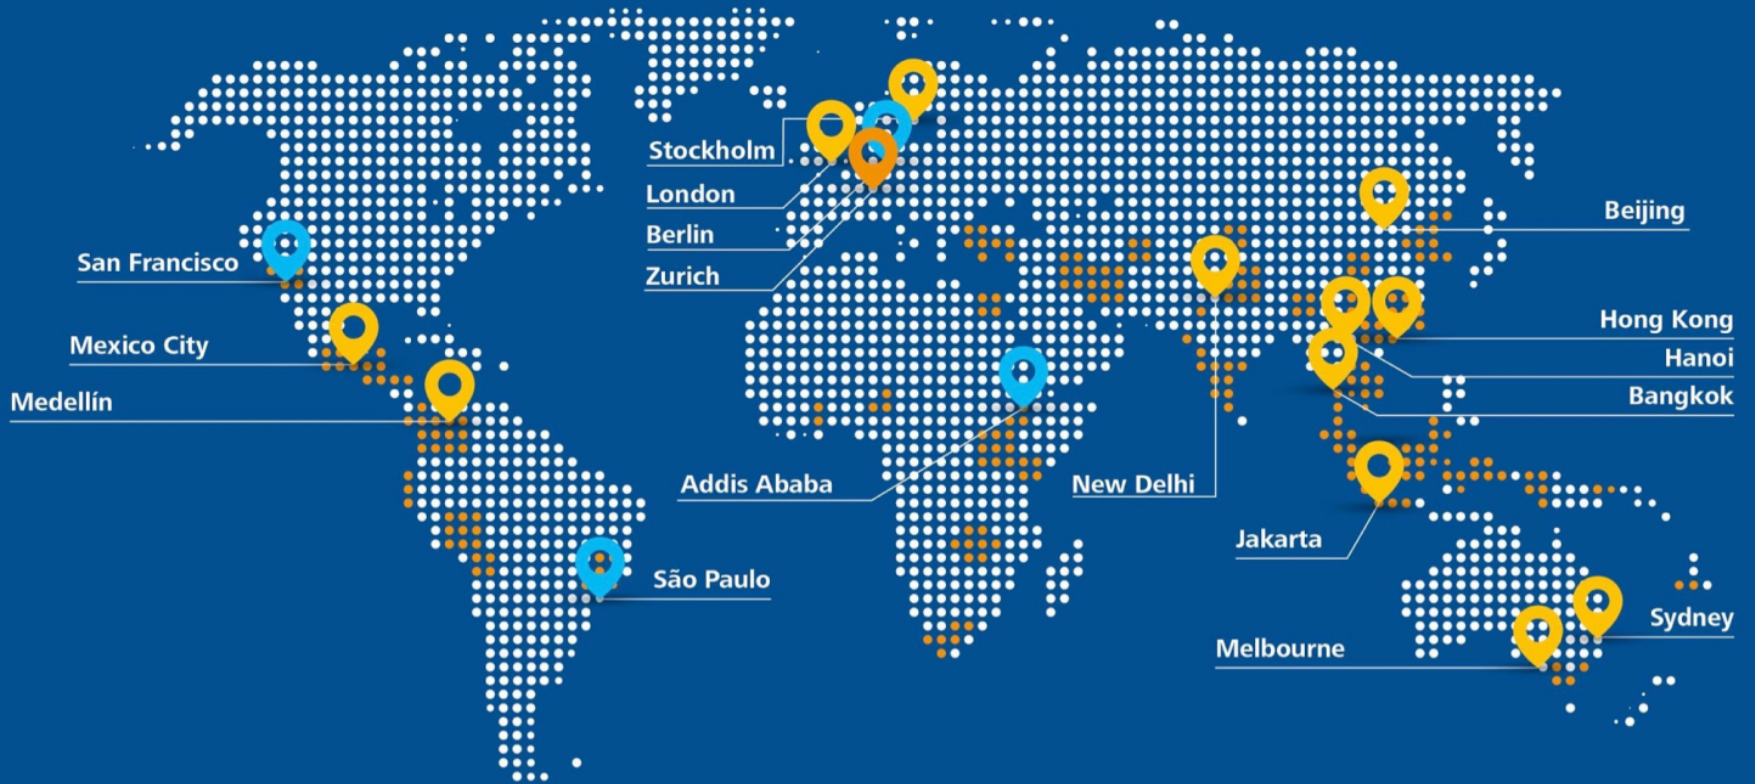 Stockholm
London
Berlin
Zurich
San Francisco
Mexico City
Medellín
Beijing
Hong Kong
Hanoi
Bangkok
Addis Ababa
New Delhi
Jakarta
São Paulo
Sydney
Melbourne